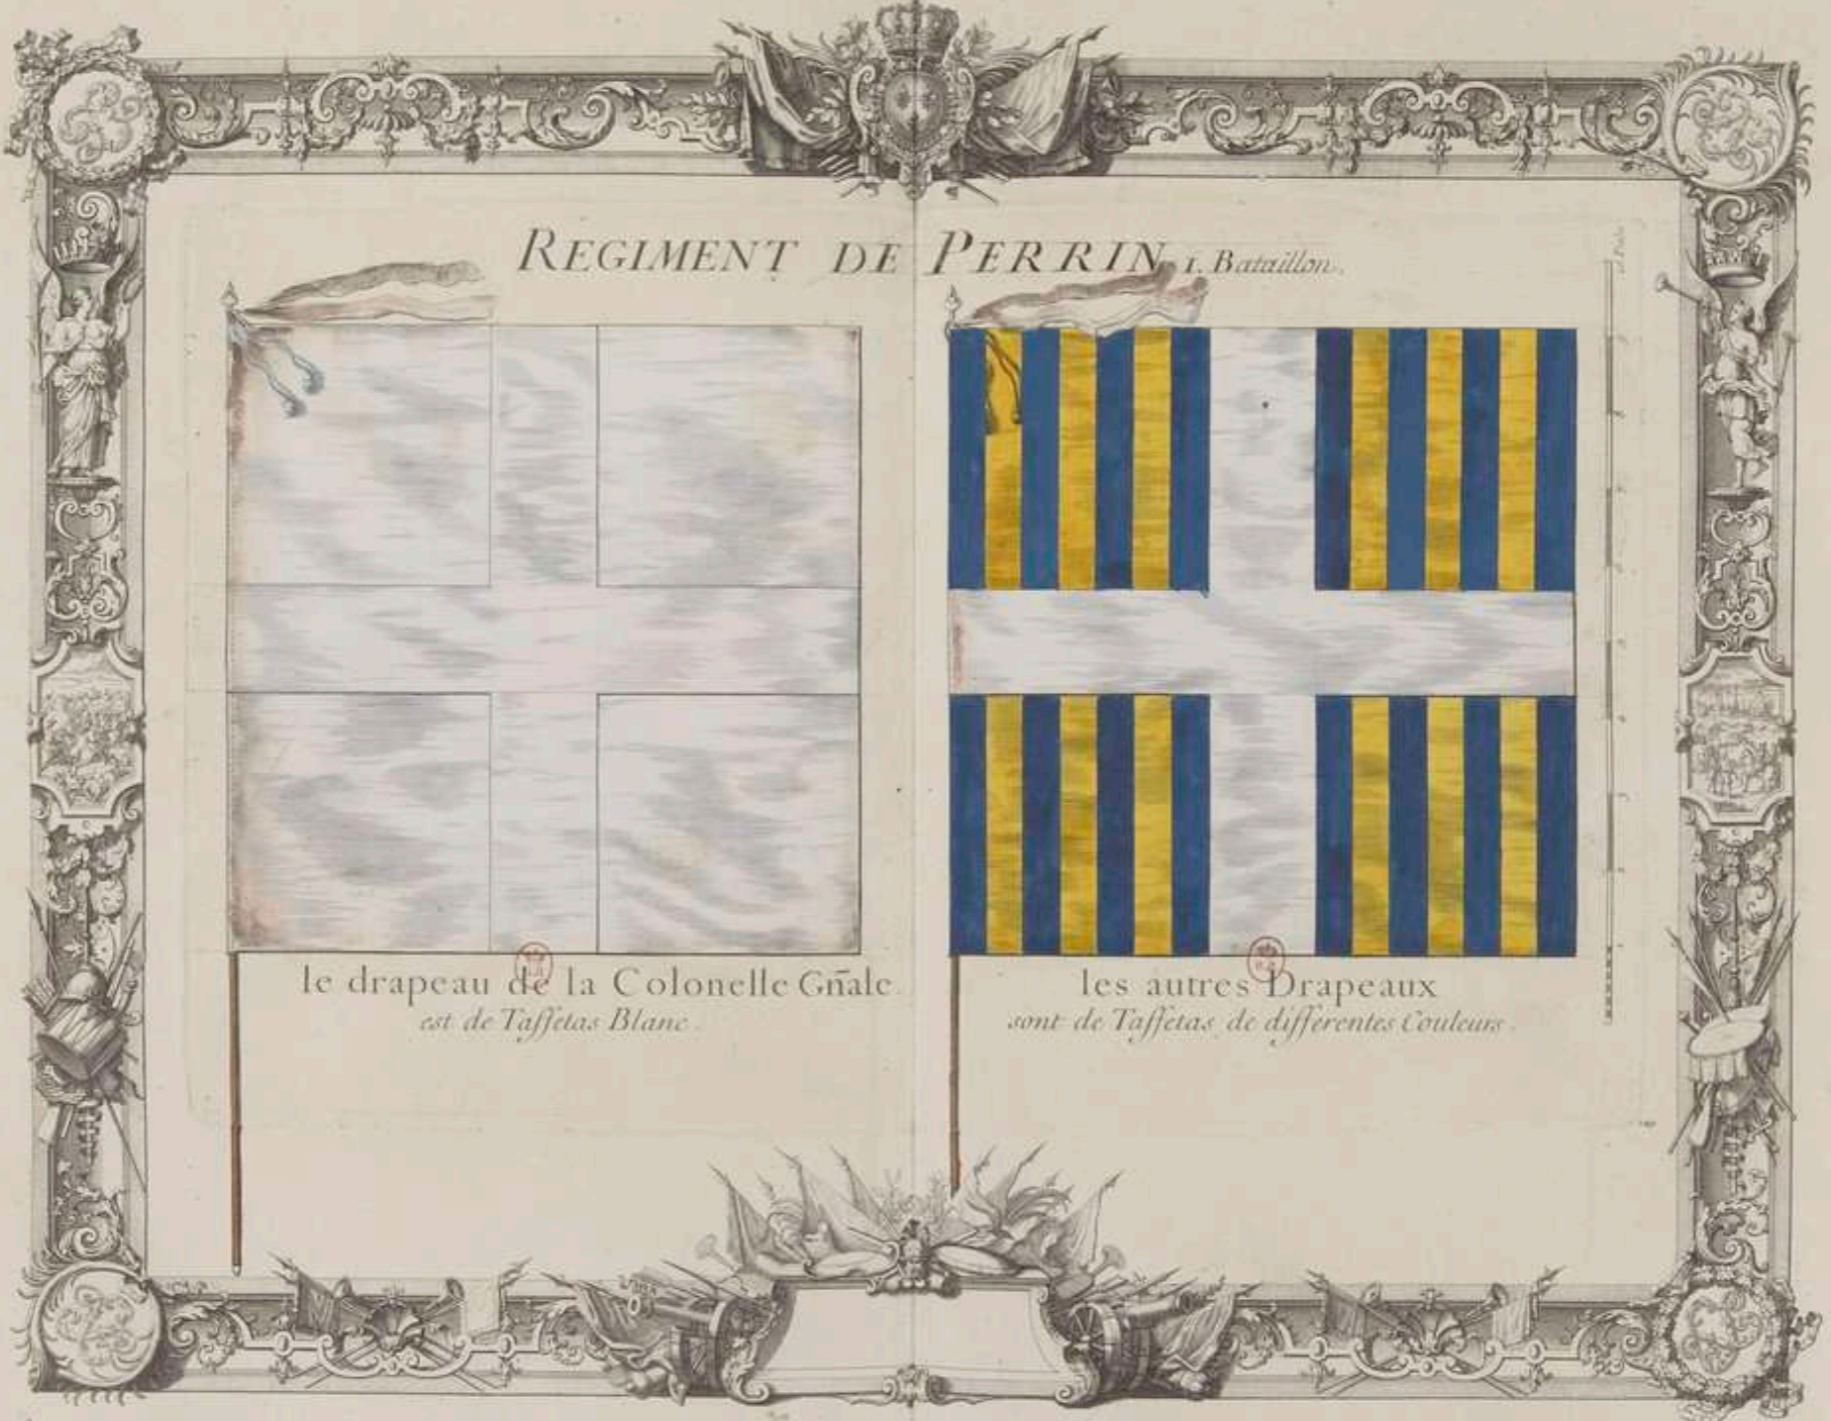 REGIMENT DE PERRIN, 1. Bataillon.
le drapeau de la Colonelle Gñale.
est de Taffetas Blanc.
les autres Drapeaux
sont de Taffetas de differentes Couleurs.